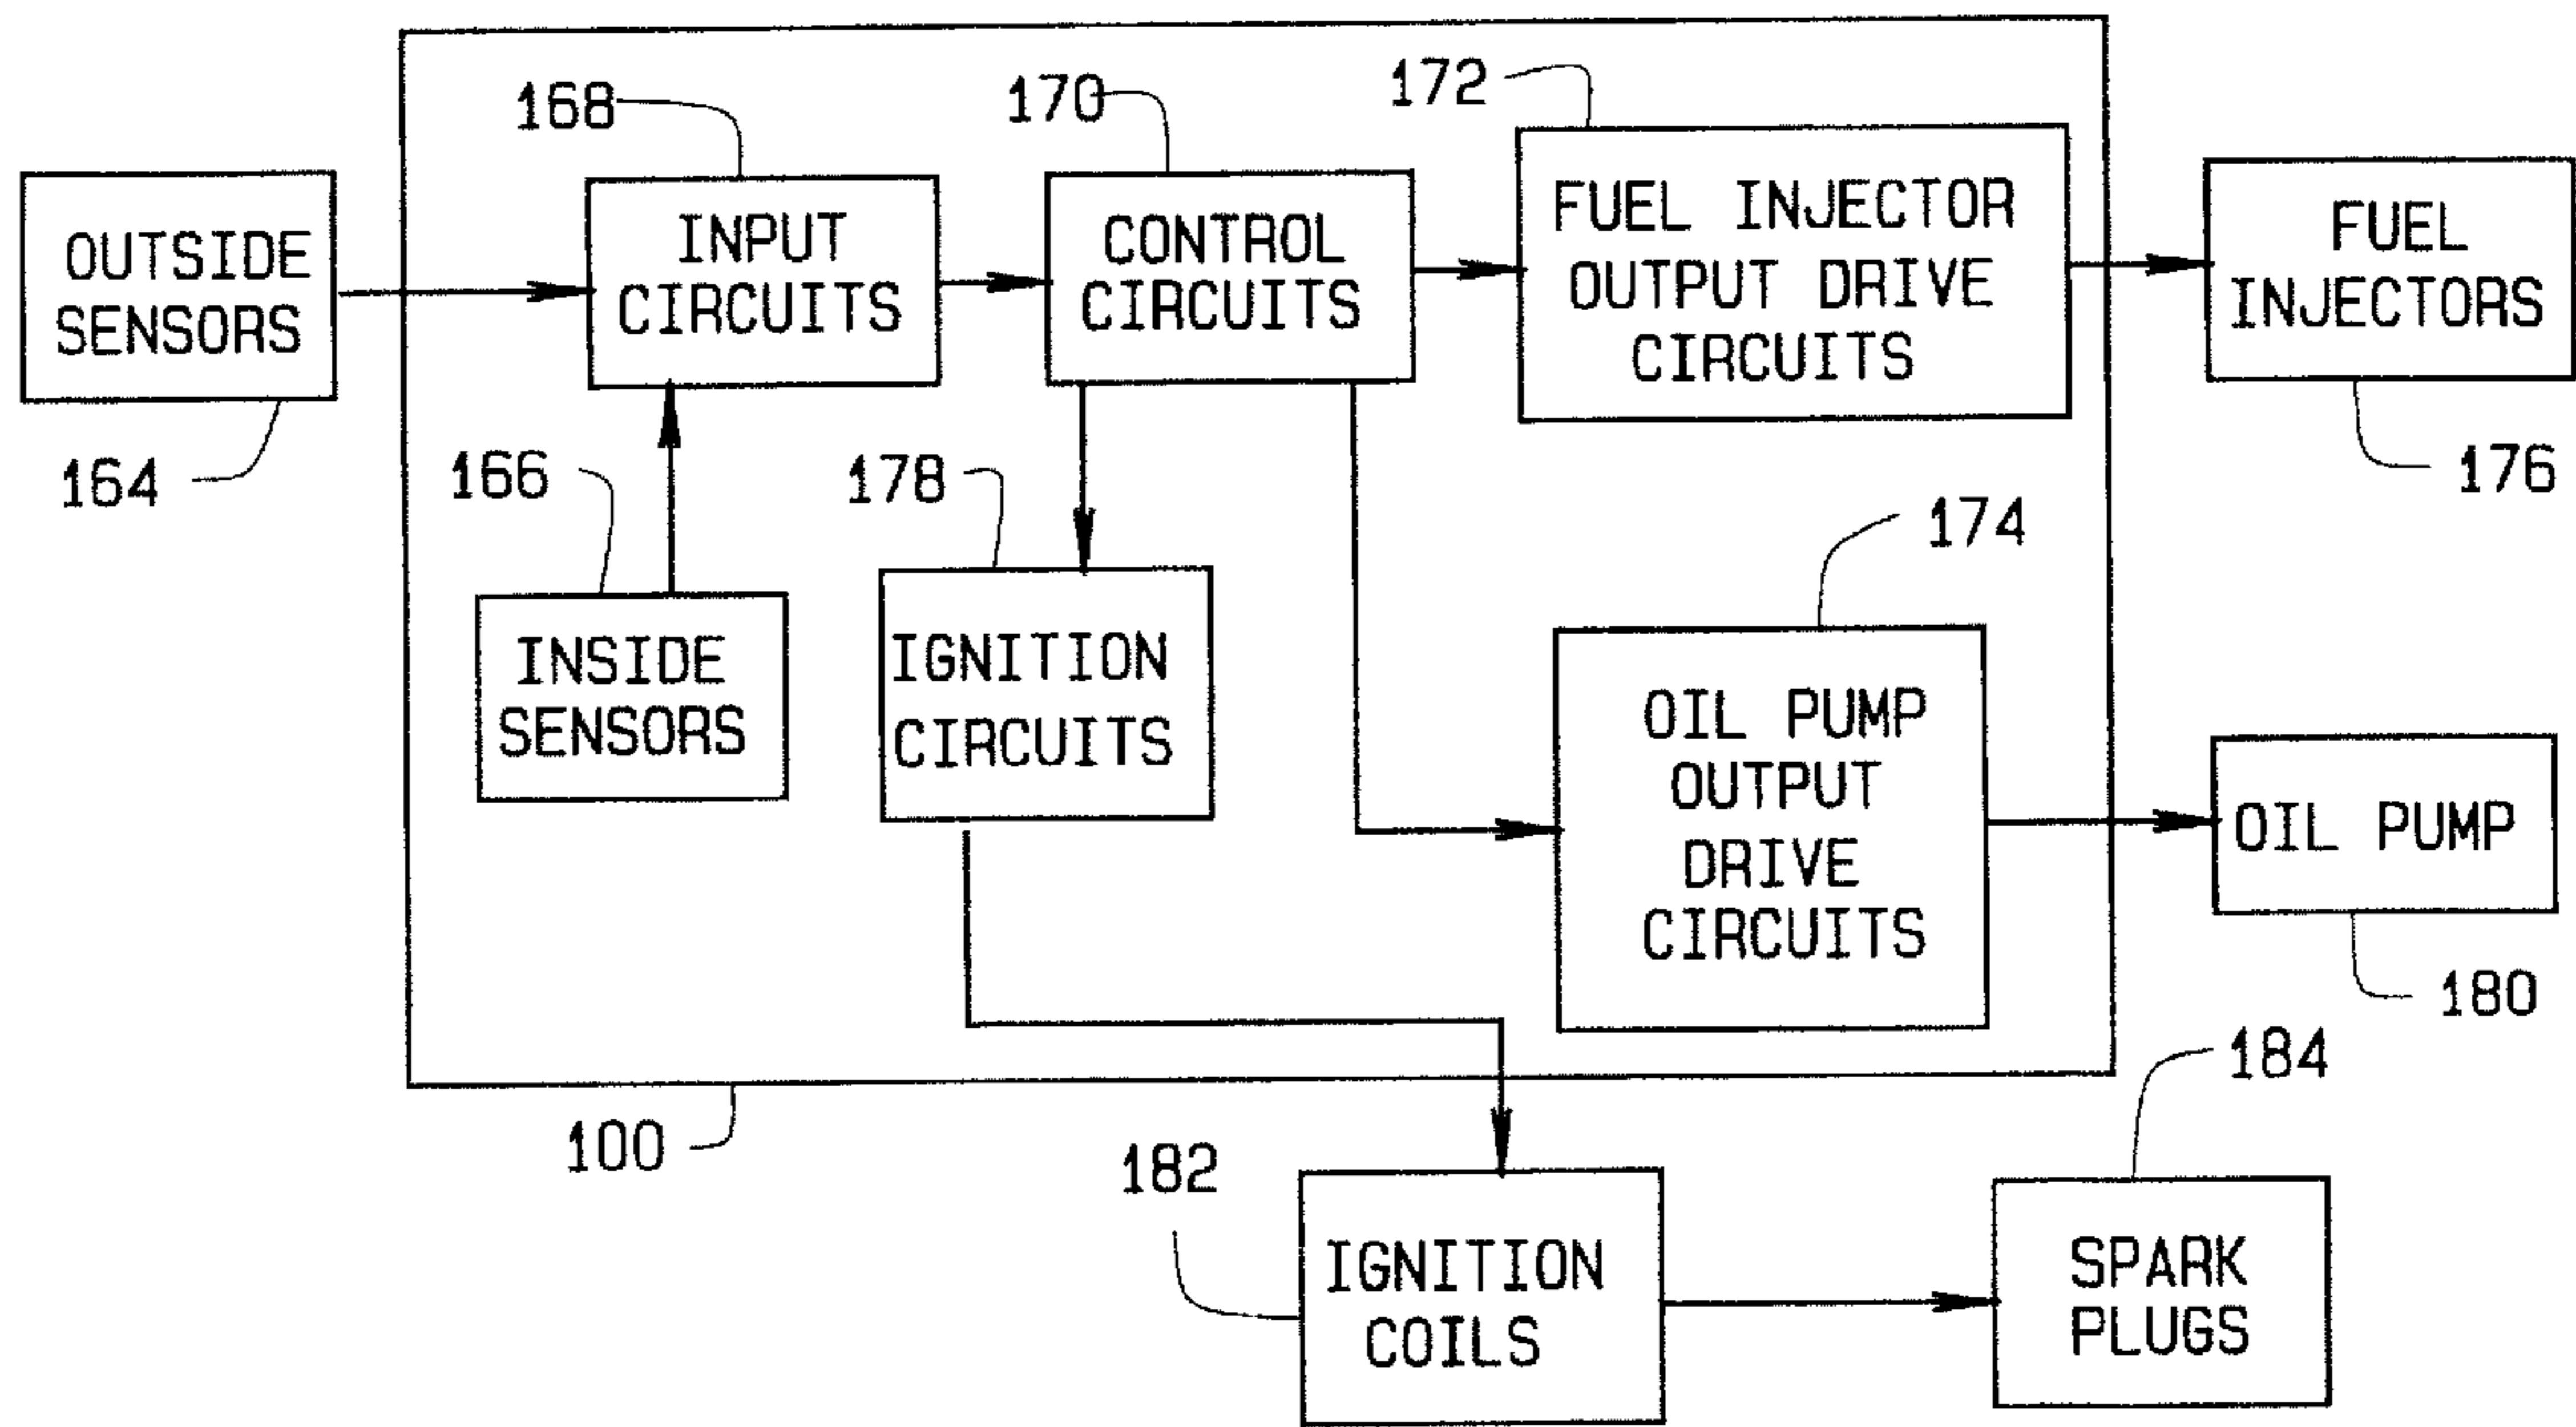 168
170
172
OUTSIDE
SENSORS
164
INPUT
CIRCUITS
CONTROL
CIRCUITS
FUEL INJECTOR
OUTPUT DRIVE
CIRCUITS
FUEL
INJECTORS
176
166
INSIDE
SENSORS
178
IGNITION
CIRCUITS
174
OIL PUMP
OUTPUT
DRIVE
CIRCUITS
OIL PUMP
180
100
182
IGNITION
COILS
184
SPARK
PLUGS